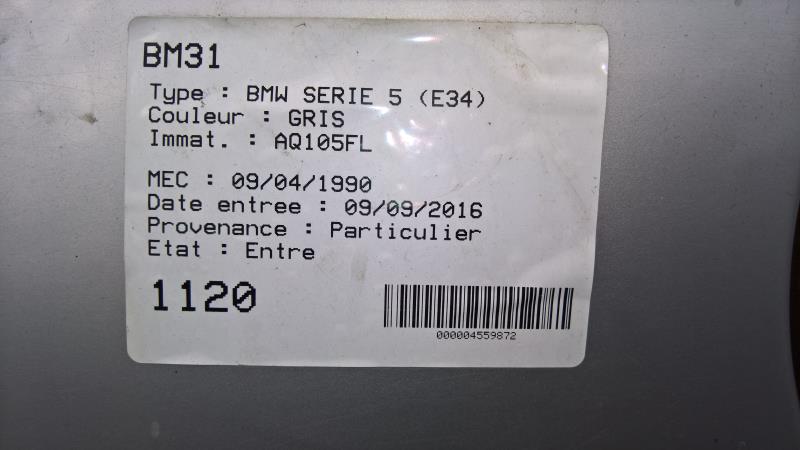 BM31
Type : BMW SERIE 5 (E34)
Couleur : GRIS
Immat. : AQ105FL
MEC : 09/04/1990
Date entree : 09/09/2016
Provenance : Particulier
Etat : Entre
1120
000004559872